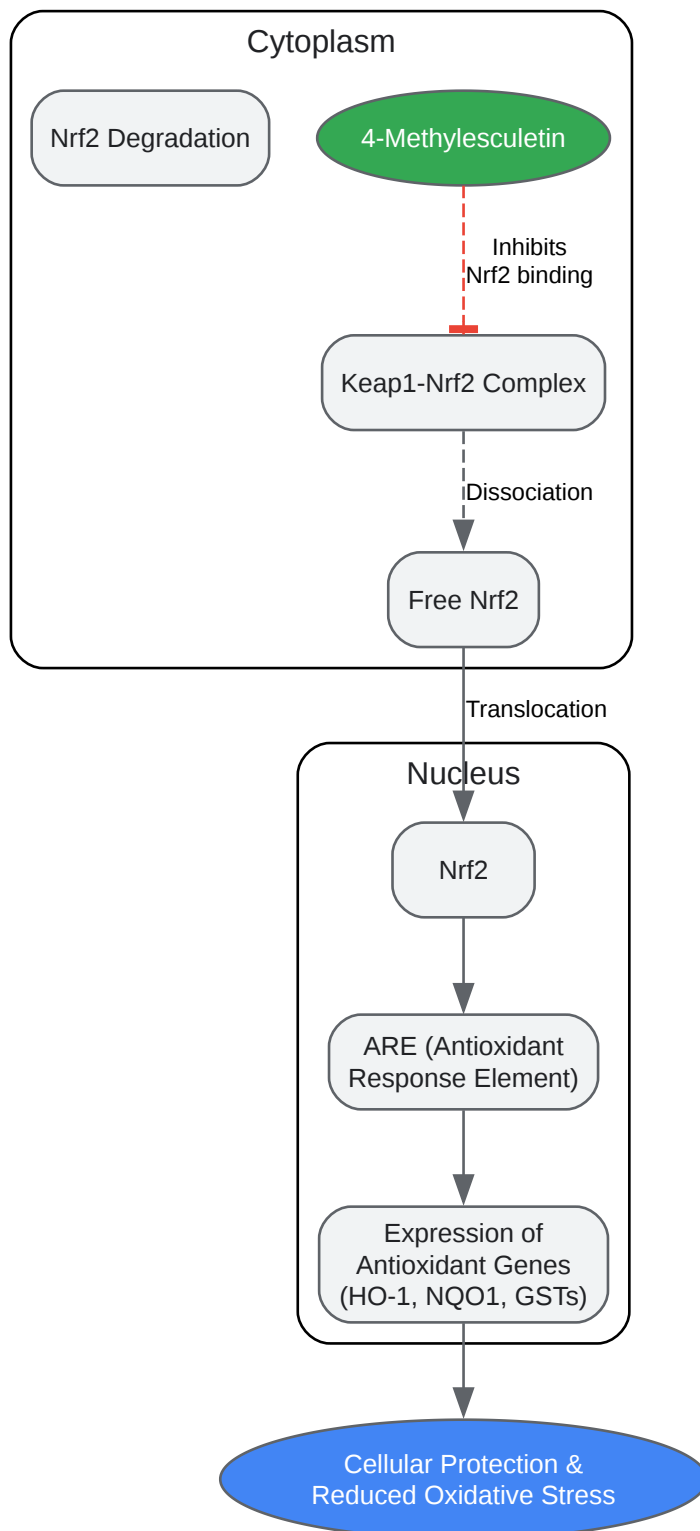 Cytoplasm
Nrf2 Degradation
4-Methylesculetin
Inhibits
Nrf2 binding
Keap1-Nrf2 Complex
Dissociation
Free Nrf2
Translocation
Nucleus
Nrf2
ARE (Antioxidant
Response Element)
Expression of
Antioxidant Genes
(HO-1, NQO1, GSTs)
Cellular Protection &
Reduced Oxidative Stress